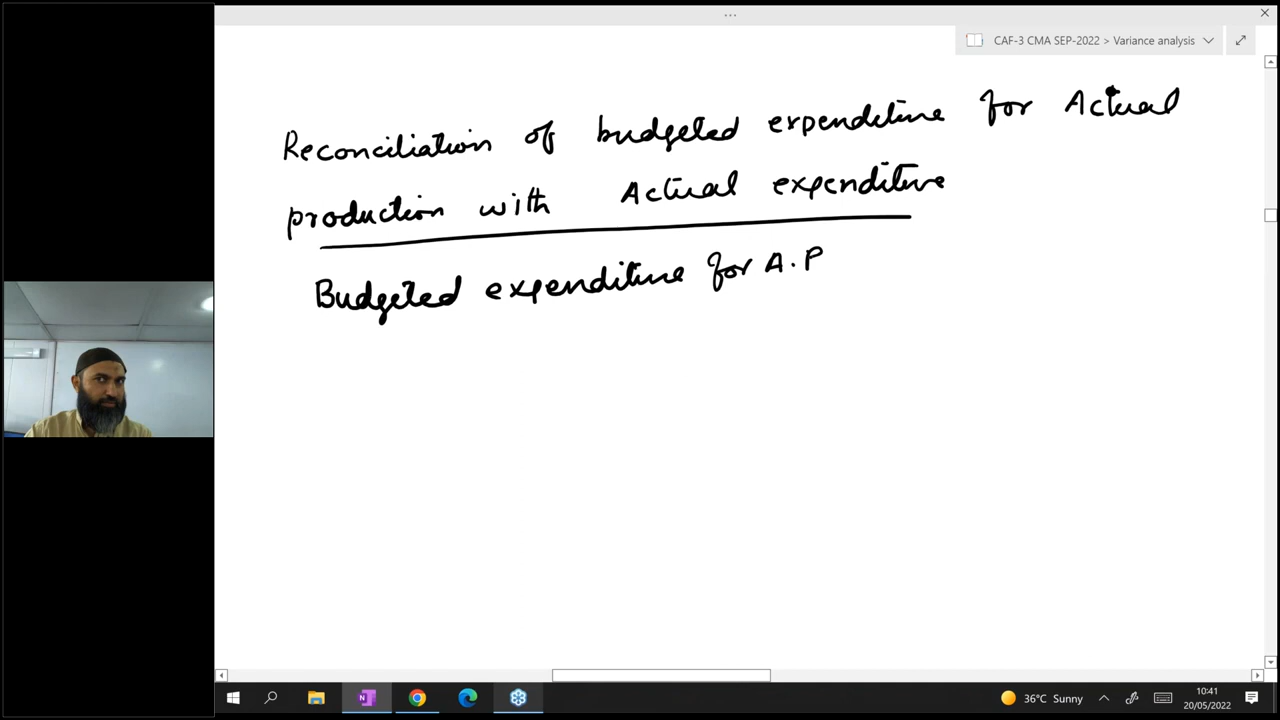 CAF-3 CMA SEP-2022 > Variance analysis
Reconciliation of budgeted expenditure for Actual
production with Actual expenditure
Budgeted expenditure for A.P
36°C Sunny
10:41
20/05/2022